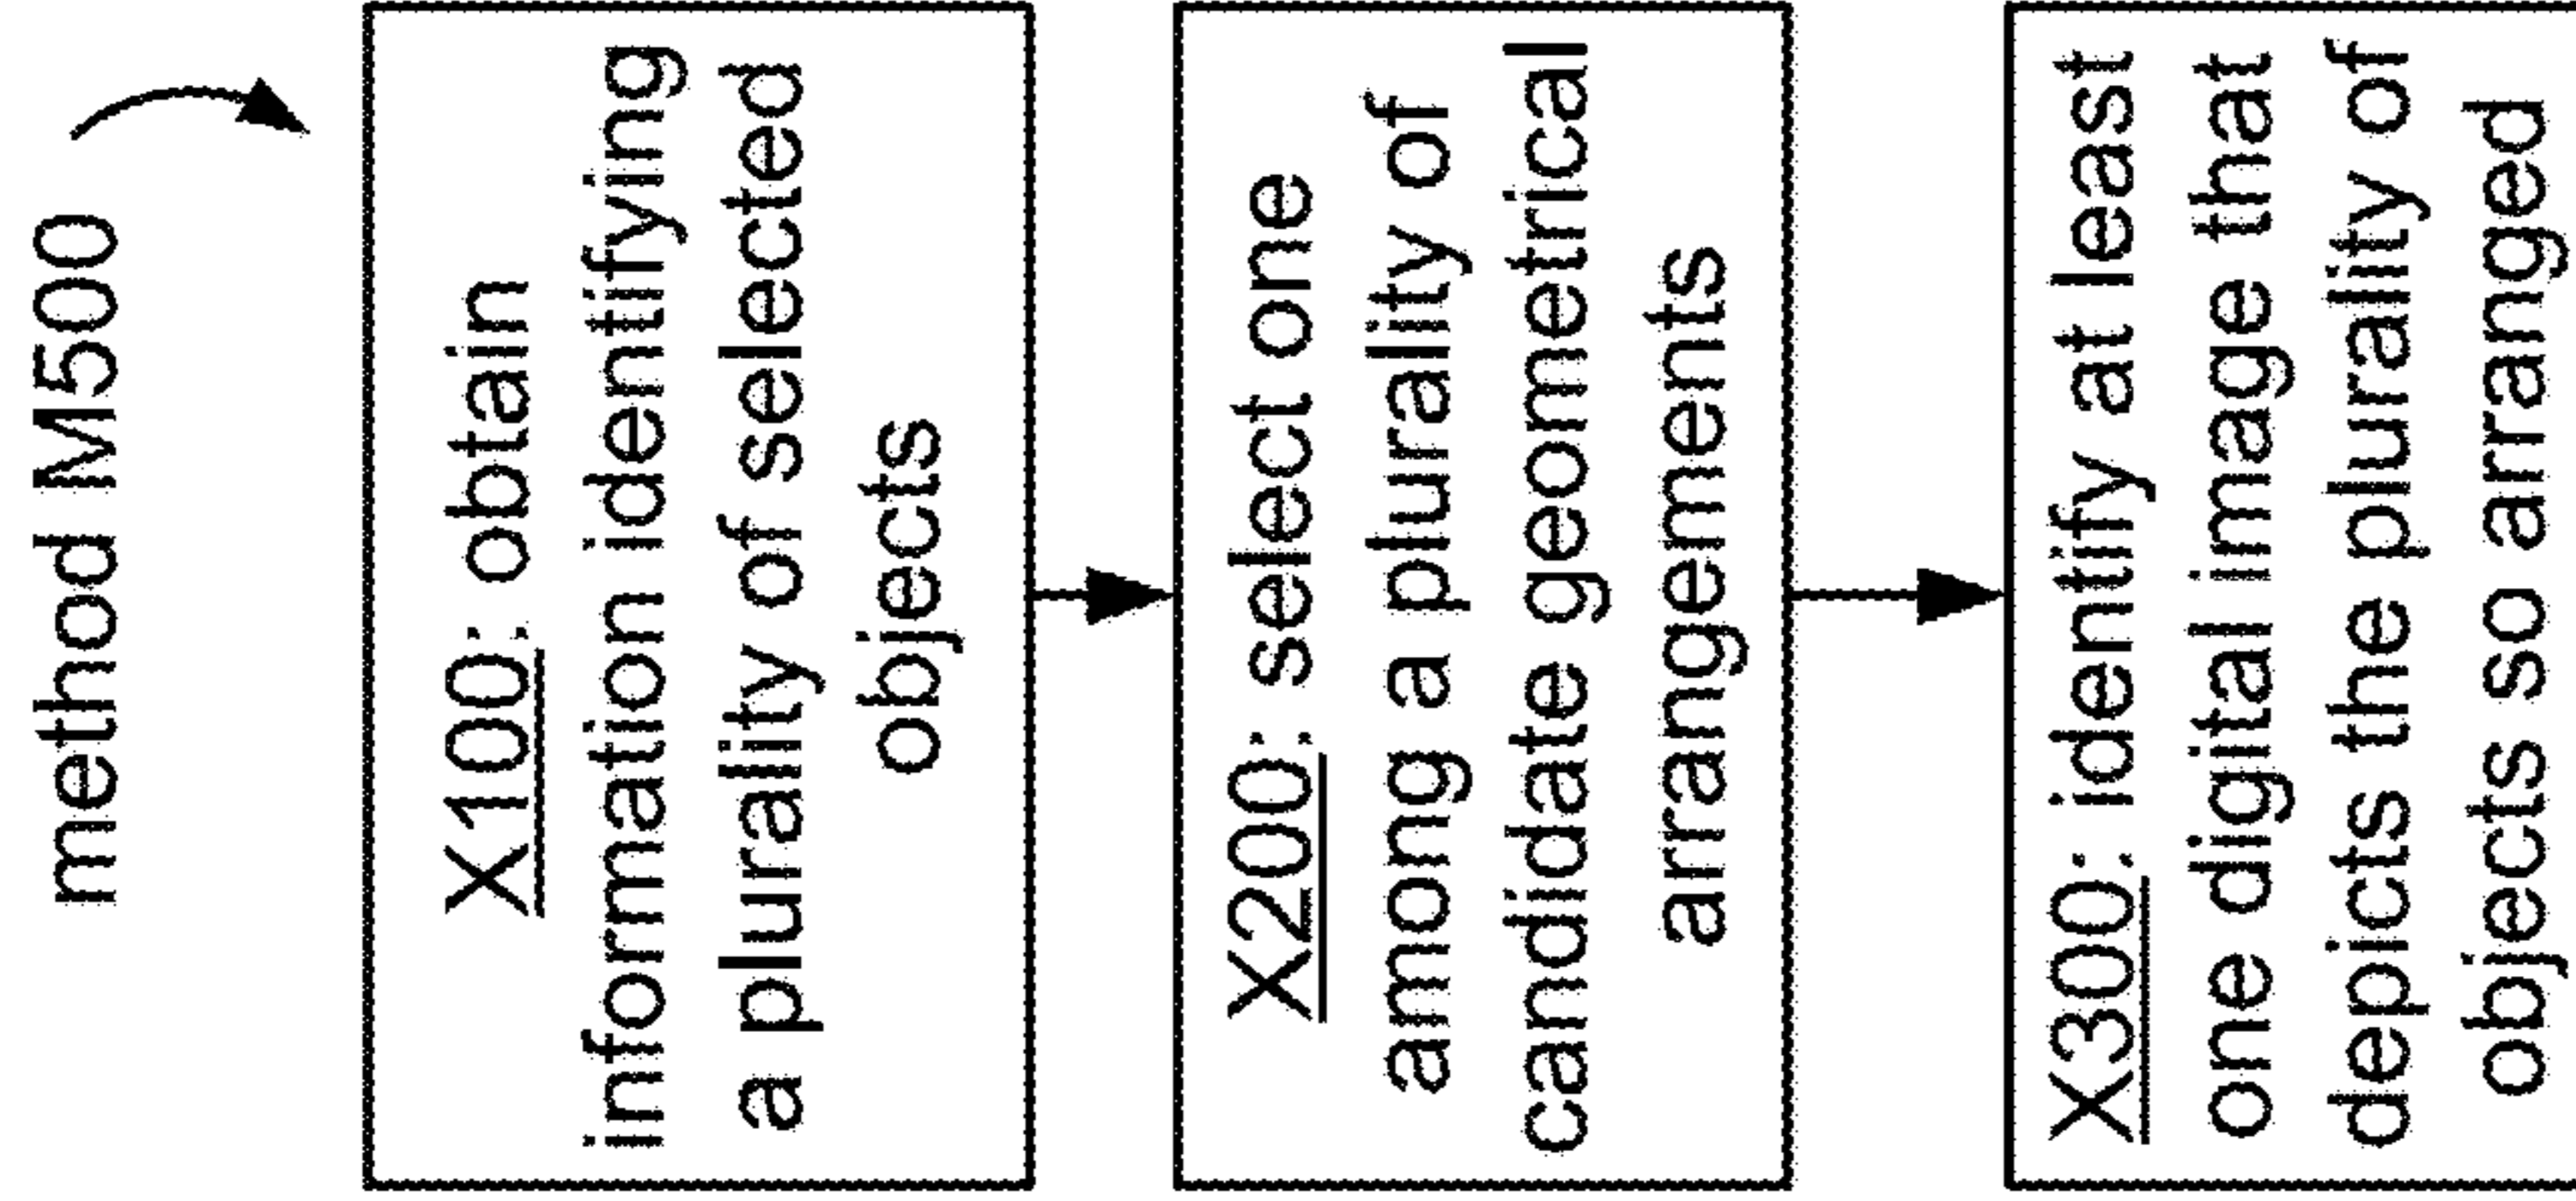 method M500
X100: obtain
information identifying
a plurality of selected
objects
X200: select one
among a plurality of
candidate geometrical
arrangements
X300: identify at least
one digital image that
depicts the plurality of
objects so arranged